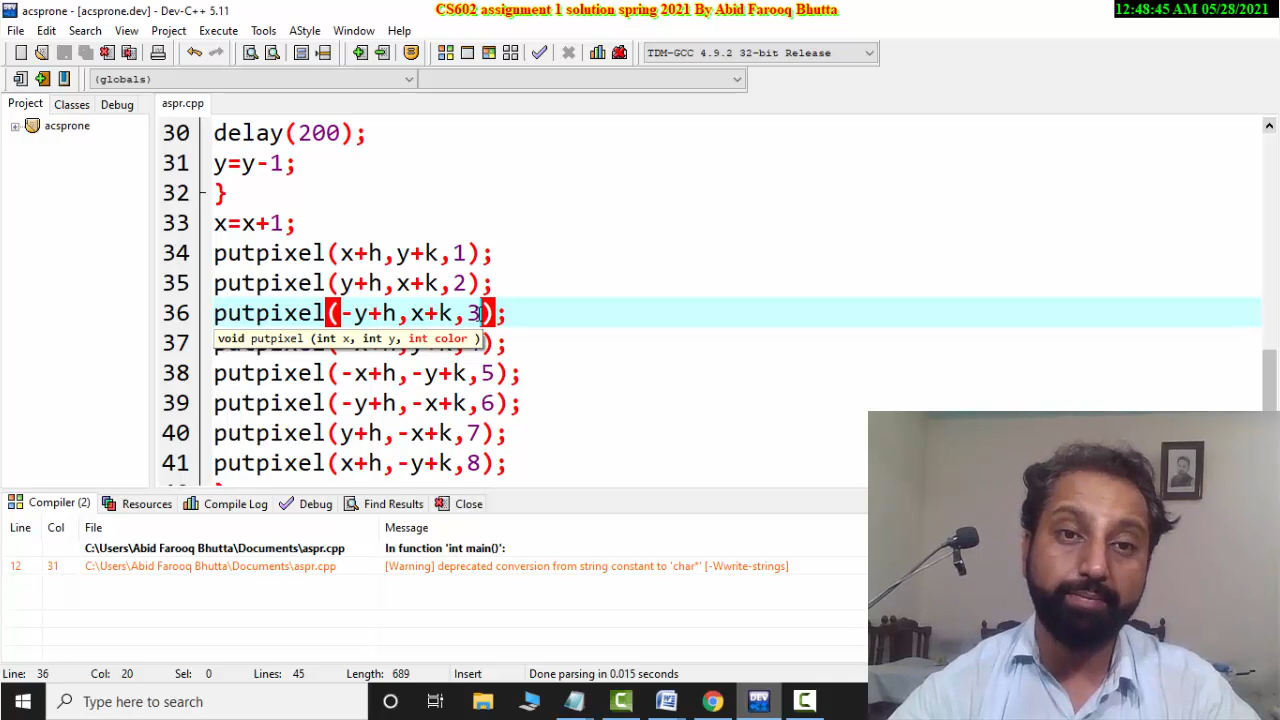 acsprone - [acsprone.dev] - Dev-C++ 5.11
CS602 assignment 1 solution spring 2021 By Abid Farooq Bhutta
12:48:45 AM 05/28/2021
File Edit Search View Project Execute Tools AStyle Window Help
TDM-GCC 4.9.2 32-bit Release
(globals)
Project Classes Debug
aspr.cpp
acsprone
30 delay(200);
31 y=y-1;
32 }
33 x=x+1;
34 putpixel(x+h,y+k,1);
35 putpixel(y+h,x+k,2);
36 putpixel(-y+h,x+k,3);
void putpixel (int x, int y, int color )
37
38 putpixel(-x+h,-y+k,5);
39 putpixel(-y+h,-x+k,6);
40 putpixel(y+h,-x+k,7);
41 putpixel(x+h,-y+k,8);
Compiler (2) Resources Compile Log Debug Find Results Close
Line Col File Message
C:\Users\Abid Farooq Bhutta\Documents\aspr.cpp In function 'int main()':
12 31 C:\Users\Abid Farooq Bhutta\Documents\aspr.cpp [Warning] deprecated conversion from string constant to 'char*' [-Wwrite-strings]
Line: 36 Col: 20 Sel: 0 Lines: 45 Length: 689 Insert Done parsing in 0.015 seconds
Type here to search
DEV